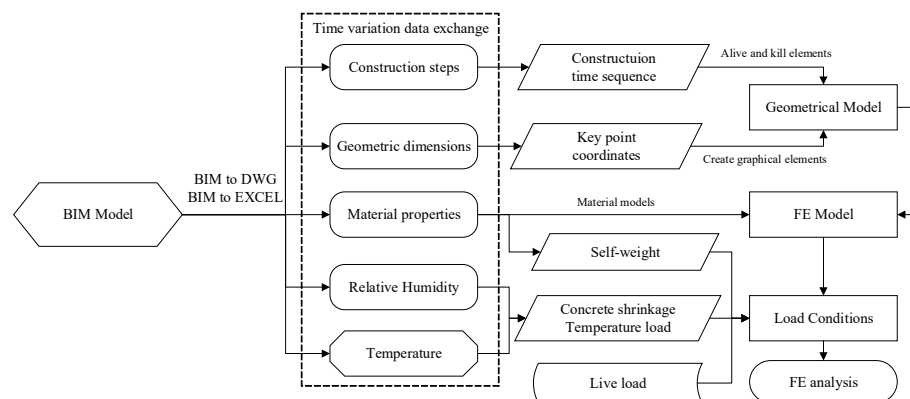 Time variation data exchange
Construction steps
Constructuion
time sequence
Alive and kill elements
Geometrical Model
Geometric dimensions
Key point
coordinates
Create graphical elements
BIM to DWG
BIM to EXCEL
BIM Model
Material properties
Material models
FE Model
Self-weight
Relative Humidity
Concrete shrinkage
Temperature load
Load Conditions
Temperature
Live load
FE analysis